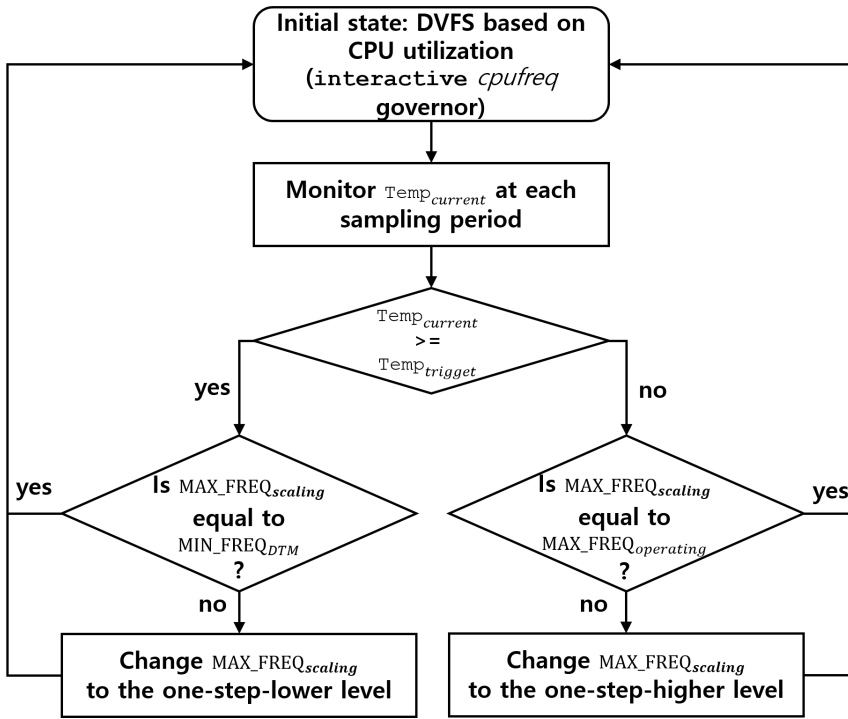 Initial state: DVFS based on
CPU utilization
(interactive cpufreq
governor)
Monitor Temp_current at each
sampling period
Temp_current
>=
Temp_trigget
yes
no
yes
Is MAX_FREQ_scaling
equal to
MIN_FREQ_DTM
?
Is MAX_FREQ_scaling
equal to
MAX_FREQ_operating
?
yes
no
no
Change MAX_FREQ_scaling
to the one-step-lower level
Change MAX_FREQ_scaling
to the one-step-higher level